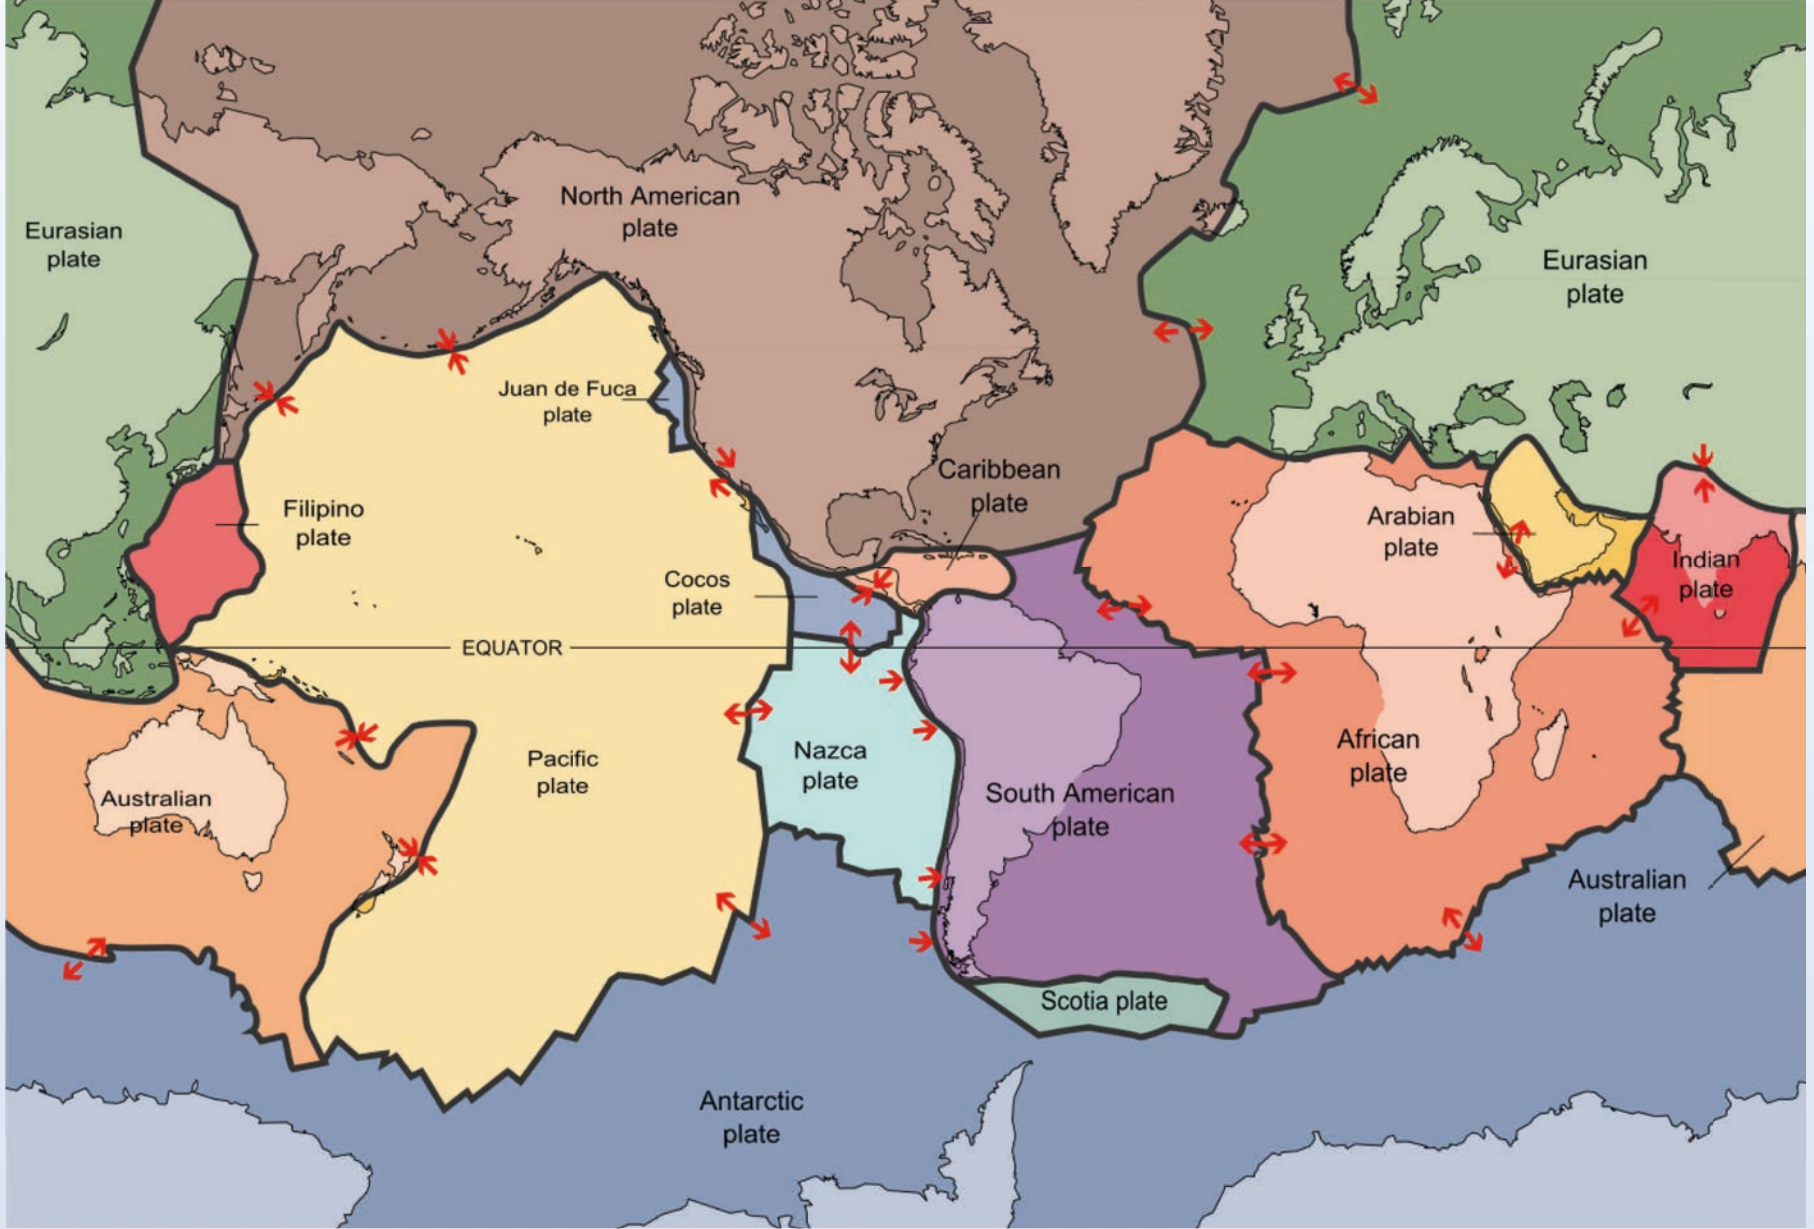 North American
plate
Eurasian
plate
Eurasian
plate
Juan de Fuca
plate
Caribbean
plate
Filipino
plate
Arabian
plate
Indian
plate
Cocos
plate
EQUATOR
Pacific
plate
Nazca
plate
African
plate
Australian
plate
South American
plate
Australian
plate
Scotia plate
Antarctic
plate